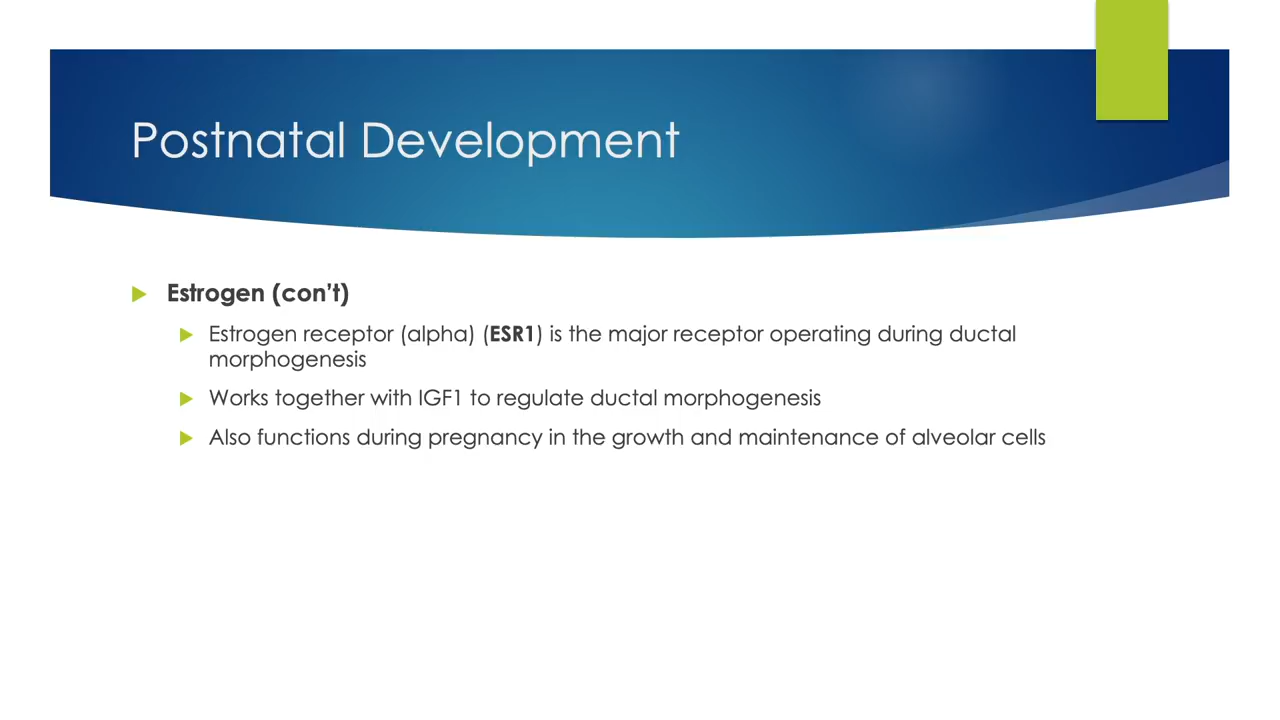 Postnatal Development
Estrogen (con’t)
Estrogen receptor (alpha) (ESR1) is the major receptor operating during ductal
morphogenesis
Works together with IGF1 to regulate ductal morphogenesis
Also functions during pregnancy in the growth and maintenance of alveolar cells